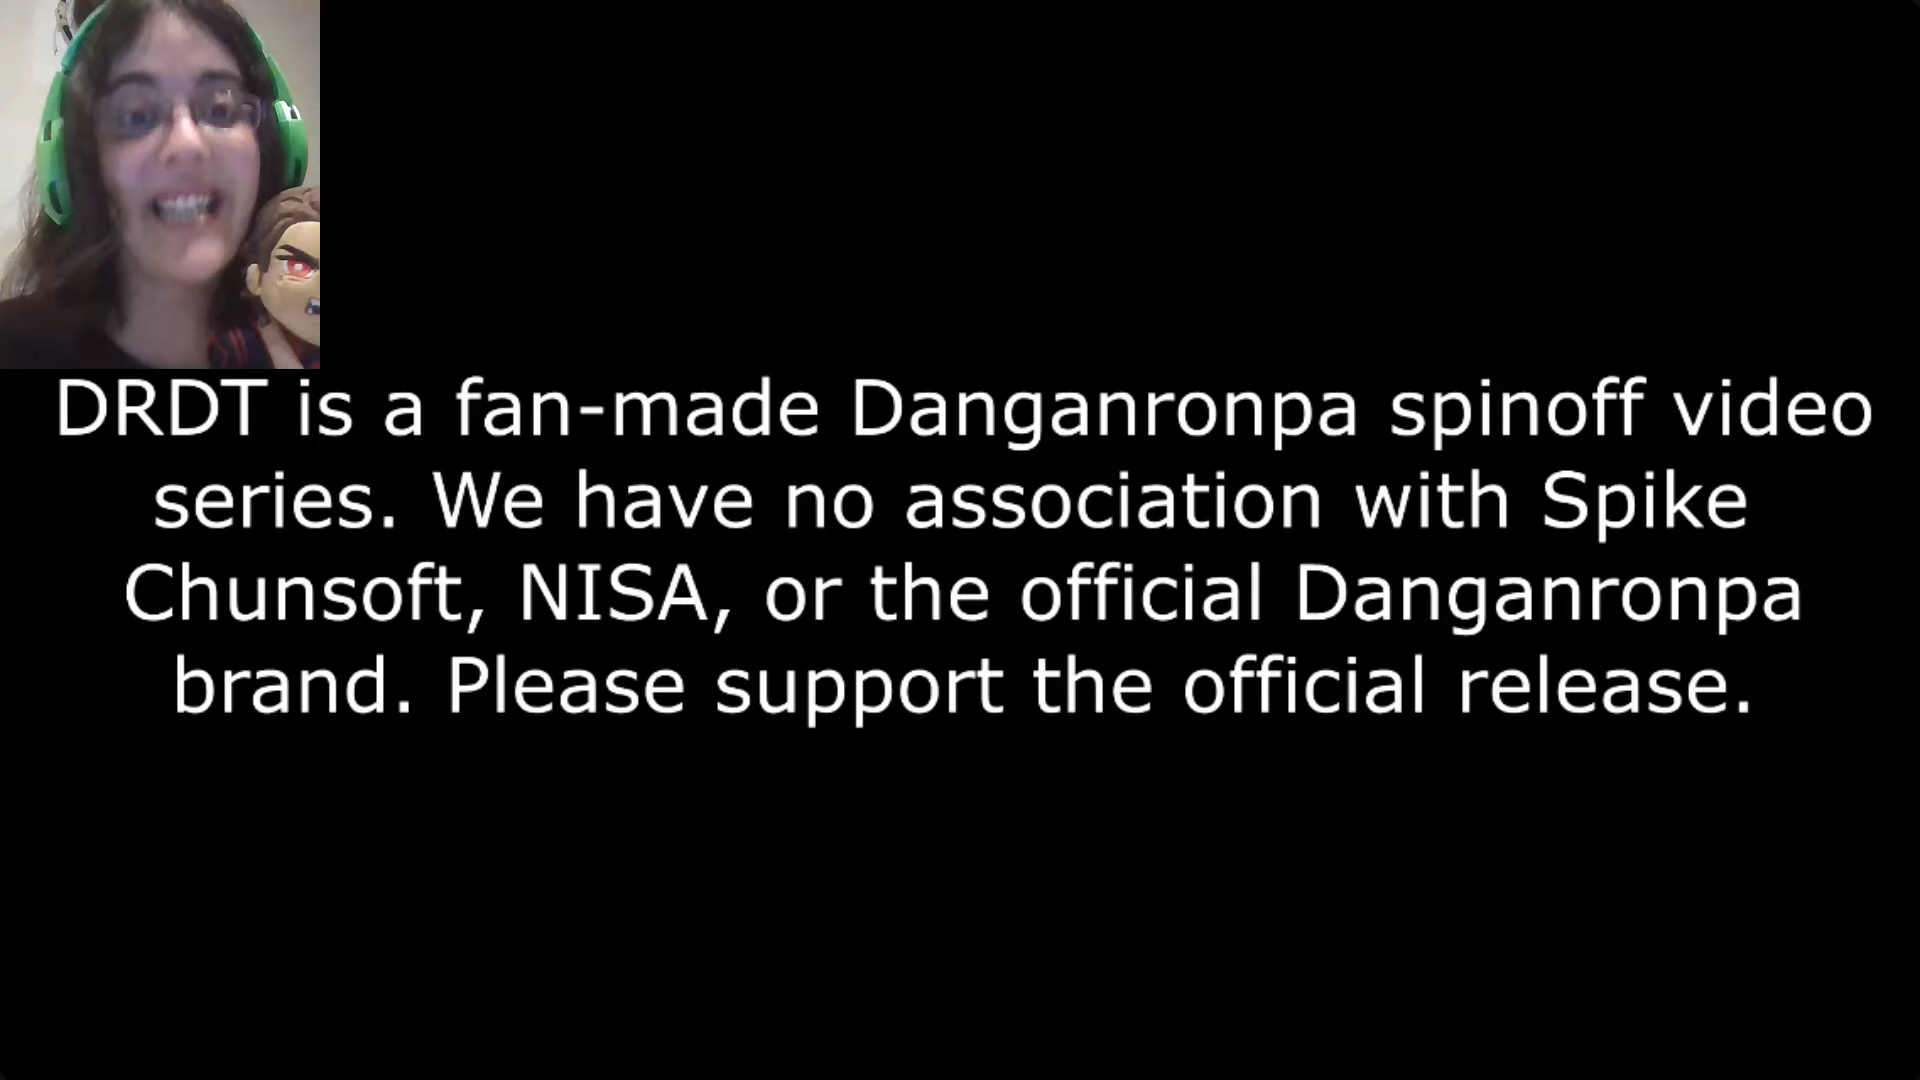 DRDT is a fan-made Danganronpa spinoff video
series. We have no association with Spike
Chunsoft, NISA, or the official Danganronpa
brand. Please support the official release.